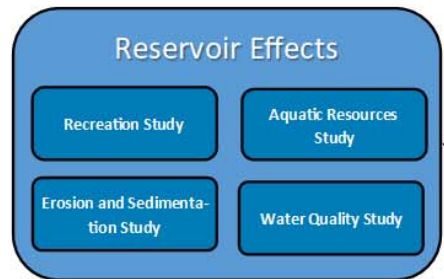 Reservoir Effects
Recreation Study
Aquatic Resources
Study
Erosion and Sedimenta-
tion Study
Water Quality Study